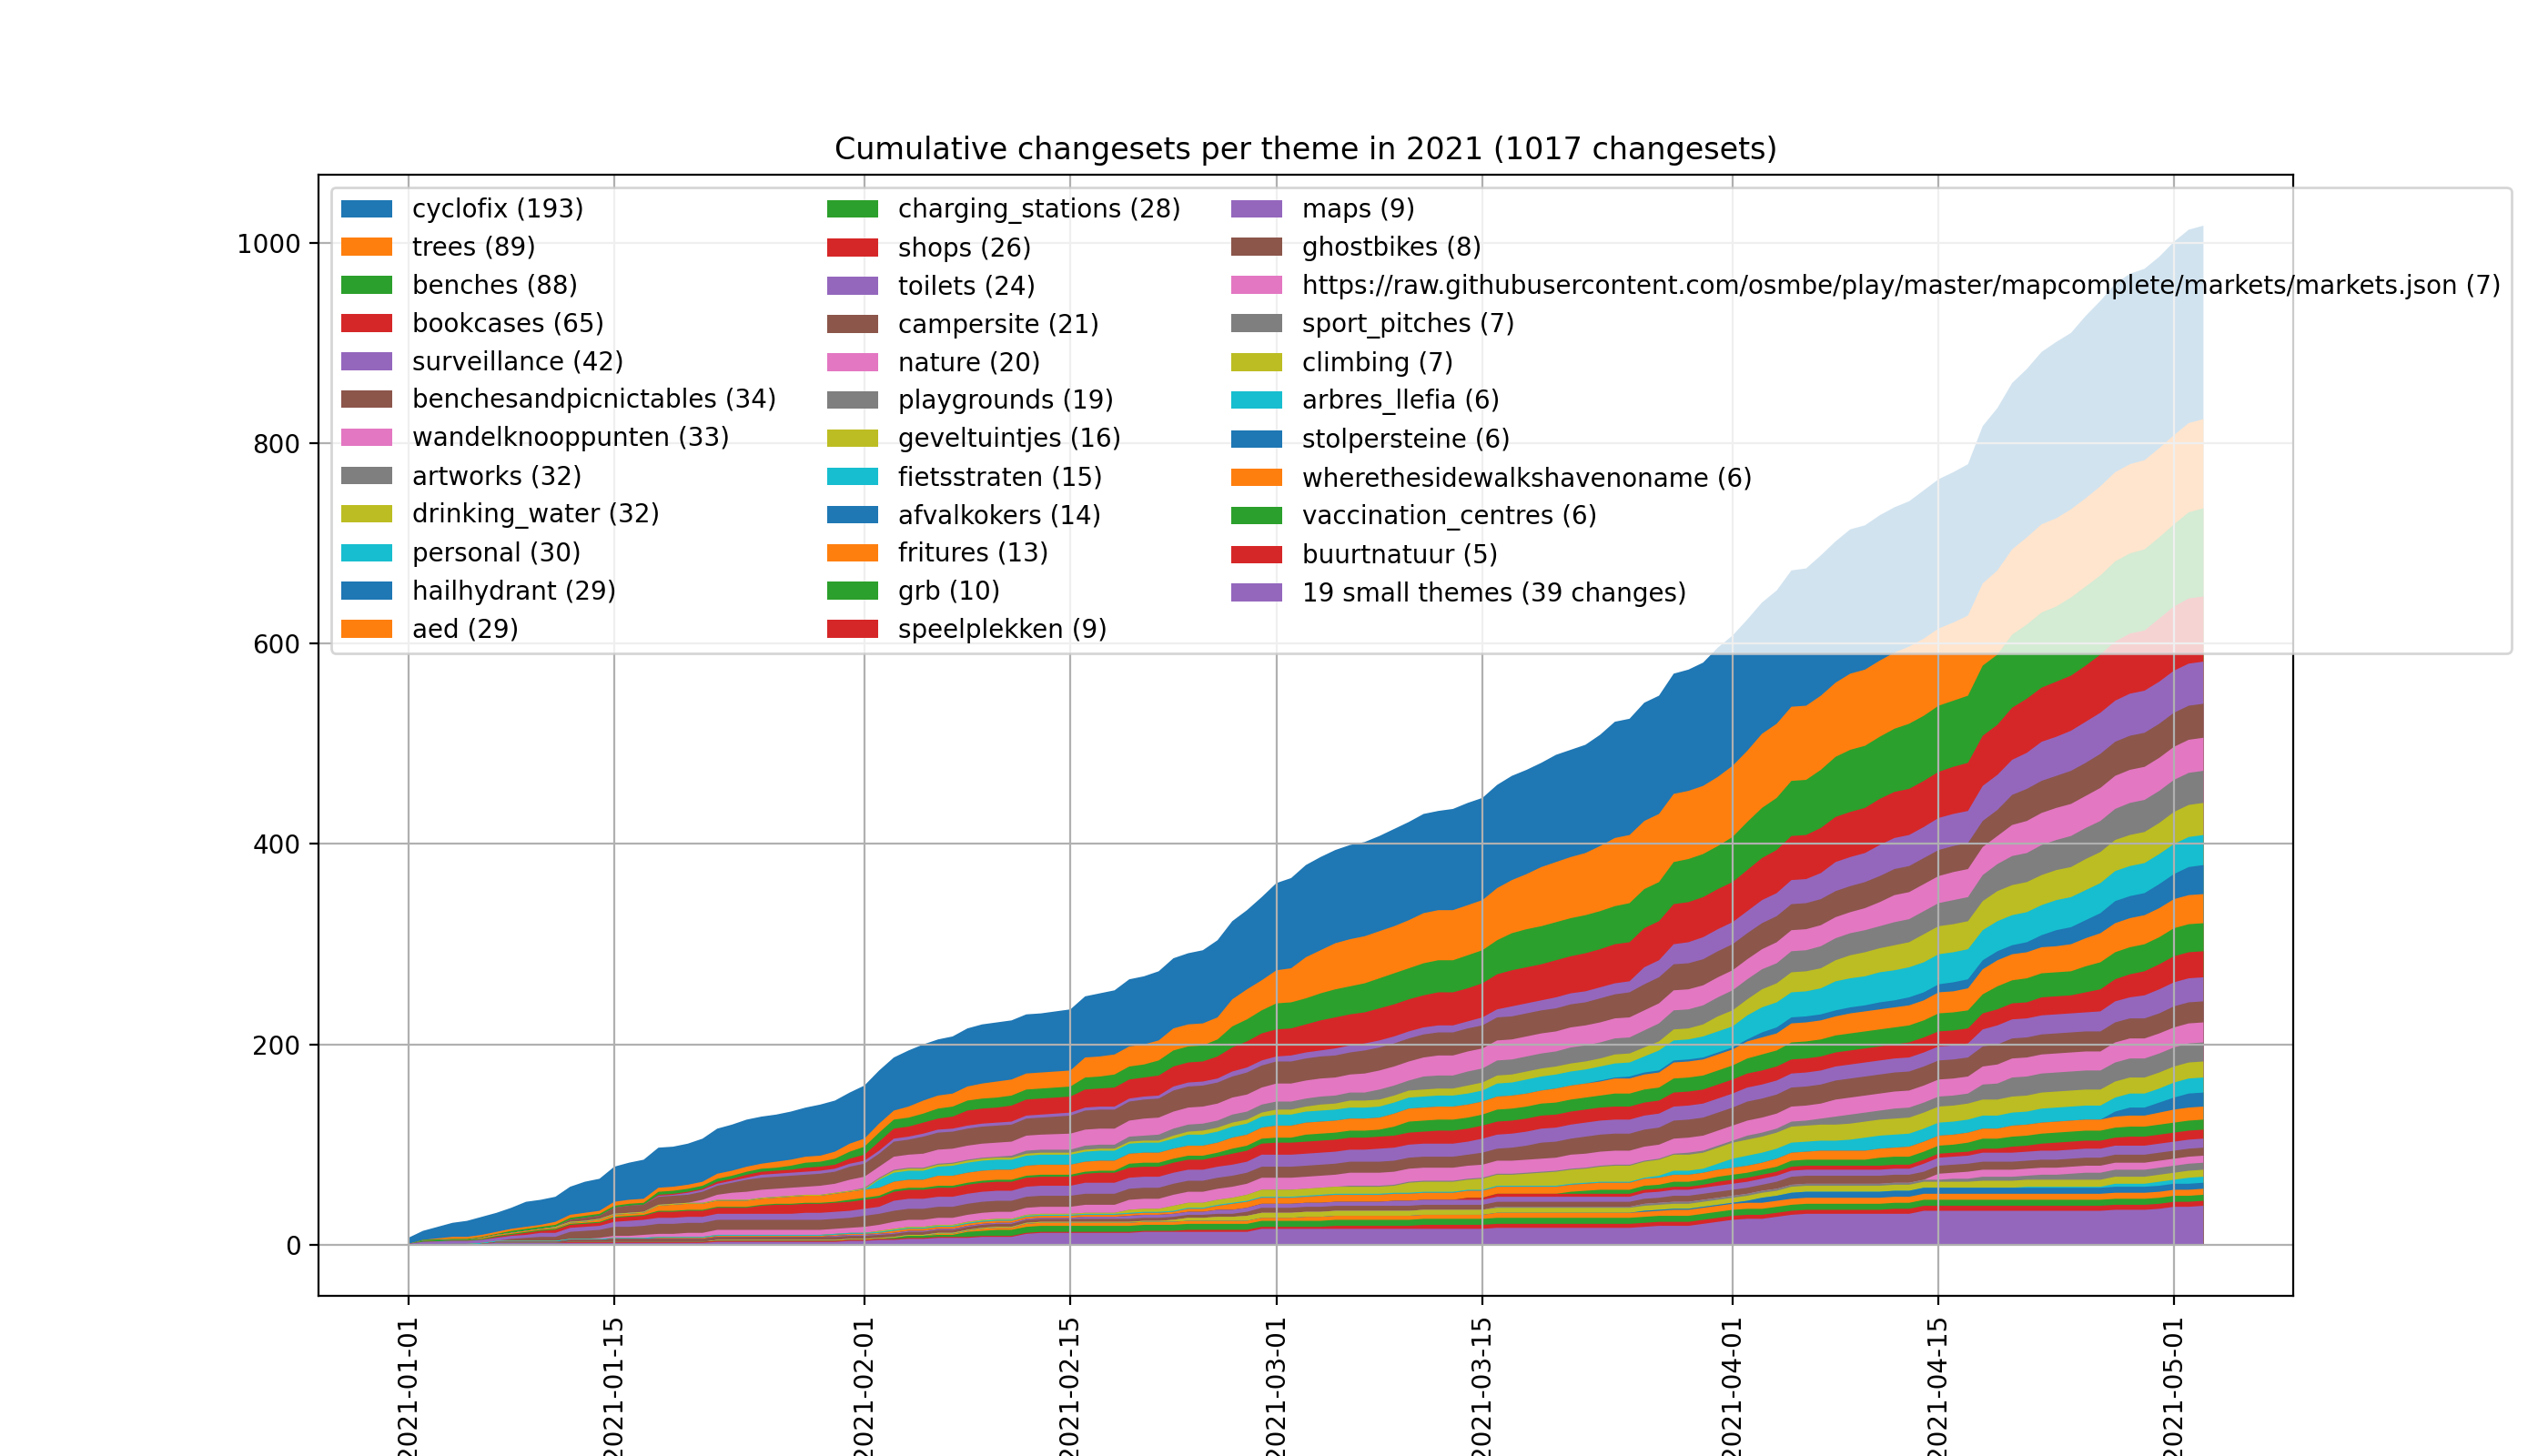 Cumulative changesets per theme in 2021 (1017 changesets)
cyclofix (193)
trees (89)
benches (88)
bookcases (65)
surveillance (42)
benchesandpicnictables (34)
wandelknooppunten (33)
artworks (32)
drinking_water (32)
personal (30)
hailhydrant (29)
aed (29)
charging_stations (28)
shops (26)
toilets (24)
campersite (21)
nature (20)
playgrounds (19)
geveltuintjes (16)
fietsstraten (15)
afvalkokers (14)
fritures (13)
grb (10)
speelplekken (9)
maps (9)
ghostbikes (8)
https://raw.githubusercontent.com/osmbe/play/master/mapcomplete/markets/markets.json (7)
sport_pitches (7)
climbing (7)
arbres_llefia (6)
stolpersteine (6)
wherethesidewalkshavenoname (6)
vaccination_centres (6)
buurtnatuur (5)
19 small themes (39 changes)
1000
800
600
400
200
0
2021-01-01
2021-01-15
2021-02-01
2021-02-15
2021-03-01
2021-03-15
2021-04-01
2021-04-15
2021-05-01